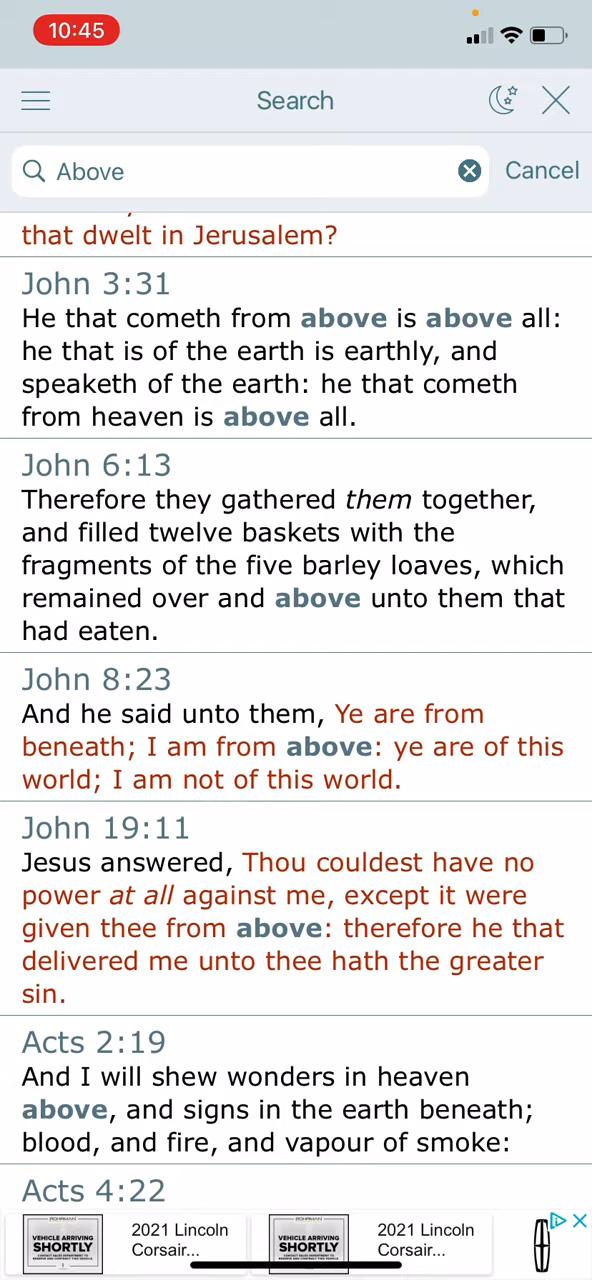 10:45
Search
Above
Cancel
that dwelt in Jerusalem?
John 3:31
He that cometh from above is above all:
he that is of the earth is earthly, and
speaketh of the earth: he that cometh
from heaven is above all.
John 6:13
Therefore they gathered them together,
and filled twelve baskets with the
fragments of the five barley loaves, which
remained over and above unto them that
had eaten.
John 8:23
And he said unto them, Ye are from
beneath; I am from above: ye are of this
world; I am not of this world.
John 19:11
Jesus answered, Thou couldest have no
power at all against me, except it were
given thee from above: therefore he that
delivered me unto thee hath the greater
sin.
Acts 2:19
And I will shew wonders in heaven
above, and signs in the earth beneath;
blood, and fire, and vapour of smoke:
Acts 4:22
VEHICLE ARRIVING
SHORTLY
2021 Lincoln
Corsair...
VEHICLE ARRIVING
SHORTLY
2021 Lincoln
Corsair...